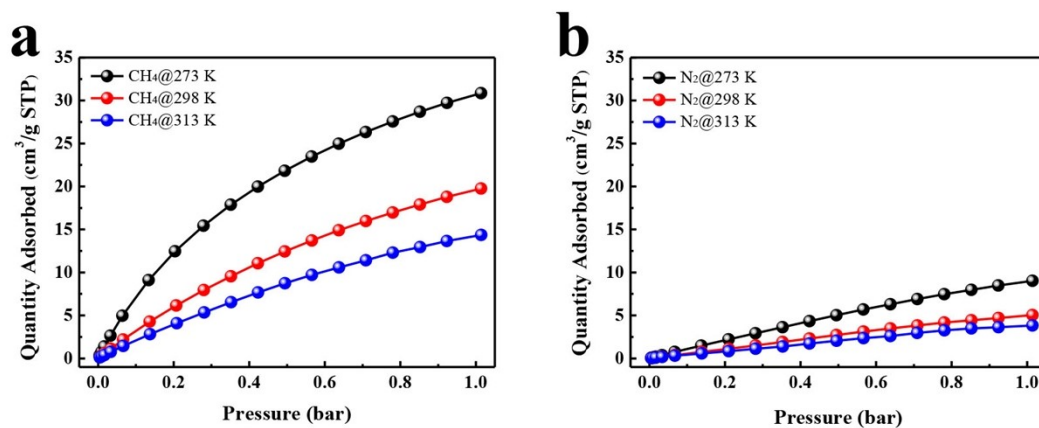 a
35
30
25
20
15
10
5
0
Quantity Adsorbed (cm³/g STP)
CH₄@273 K
CH₄@298 K
CH₄@313 K
0.0 0.2 0.4 0.6 0.8 1.0
Pressure (bar)
b
35
30
25
20
15
10
5
0
Quantity Adsorbed (cm³/g STP)
N₂@273 K
N₂@298 K
N₂@313 K
0.0 0.2 0.4 0.6 0.8 1.0
Pressure (bar)